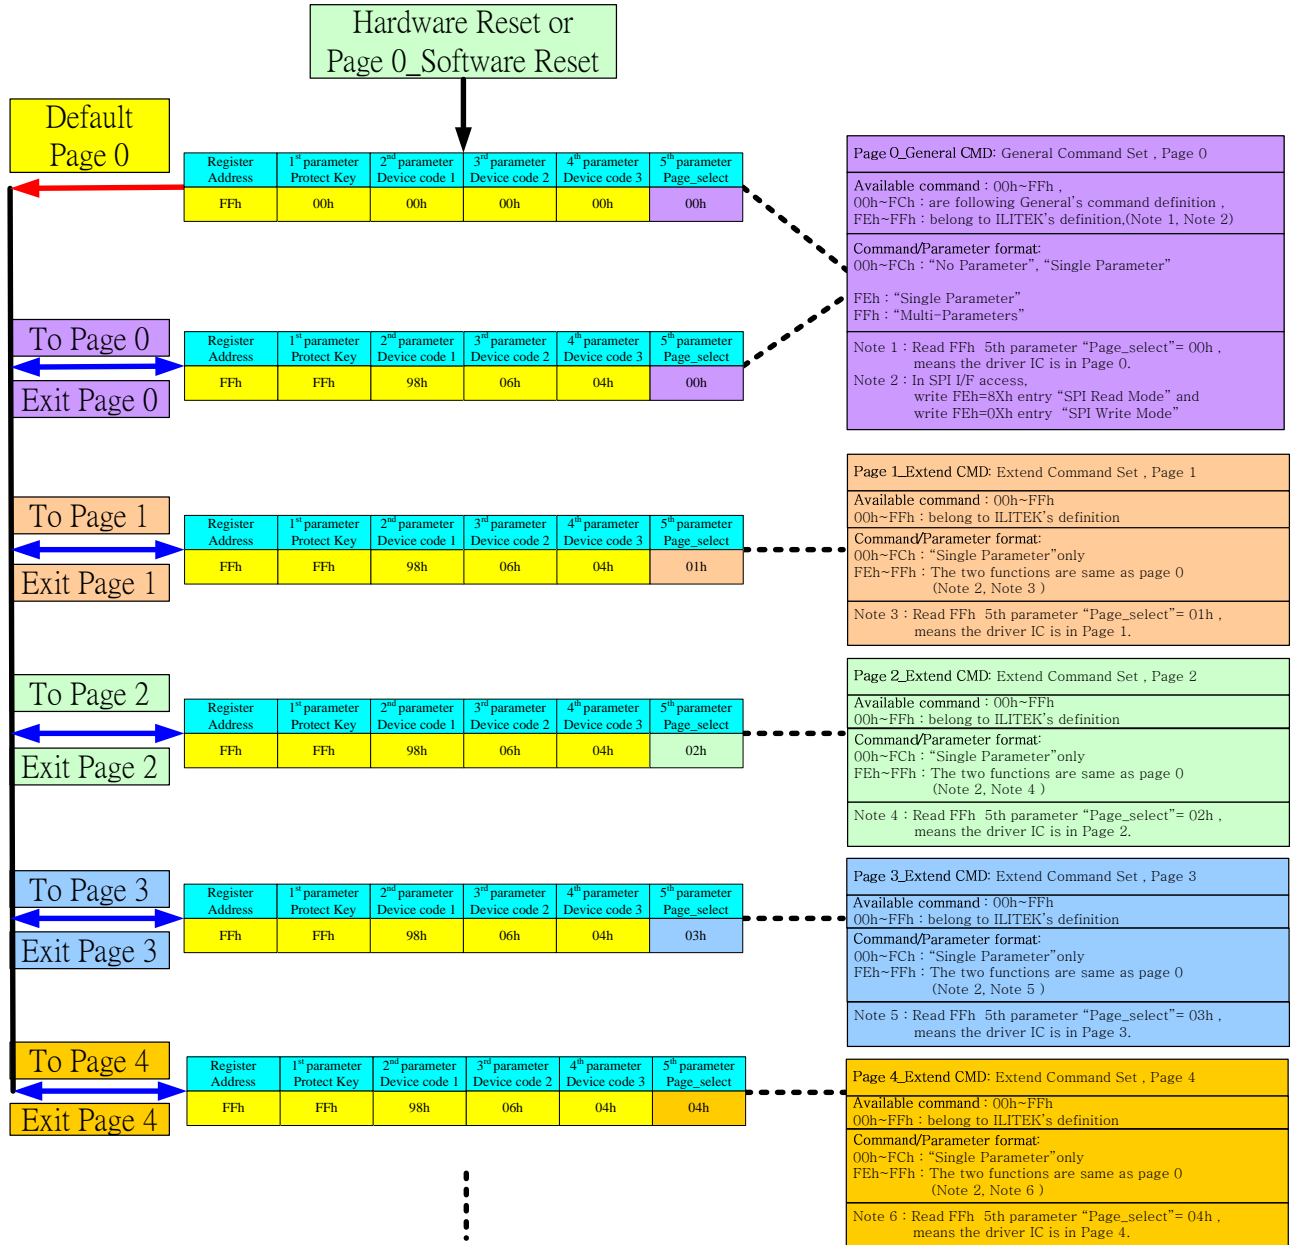 Hardware Reset or
Page 0_Software Reset
Default
Page 0
Register Address	1st parameter Protect Key	2nd parameter Device code 1	3rd parameter Device code 2	4th parameter Device code 3	5th parameter Page_select
FFh	00h	00h	00h	00h	00h
Page 0_General CMD: General Command Set , Page 0
Available command : 00h~FFh ,
00h~FCh : are following General's command definition ,
FEh~FFh : belong to ILITEK's definition,(Note 1, Note 2)
Command/Parameter format:
00h~FCh : “No Parameter”, “Single Parameter”
FEh : “Single Parameter”
FFh : “Multi-Parameters”
Note 1 : Read FFh 5th parameter “Page_select”= 00h ,
means the driver IC is in Page 0.
Note 2 : In SPI I/F access,
write FEh=8Xh entry “SPI Read Mode” and
write FEh=0Xh entry “SPI Write Mode”
To Page 0
Exit Page 0
Register Address	1st parameter Protect Key	2nd parameter Device code 1	3rd parameter Device code 2	4th parameter Device code 3	5th parameter Page_select
FFh	FFh	98h	06h	04h	00h
To Page 1
Exit Page 1
Register Address	1st parameter Protect Key	2nd parameter Device code 1	3rd parameter Device code 2	4th parameter Device code 3	5th parameter Page_select
FFh	FFh	98h	06h	04h	01h
Page 1_Extend CMD: Extend Command Set , Page 1
Available command : 00h~FFh
00h~FFh : belong to ILITEK's definition
Command/Parameter format:
00h~FCh : “Single Parameter”only
FEh~FFh : The two functions are same as page 0
(Note 2, Note 3 )
Note 3 : Read FFh 5th parameter “Page_select”= 01h ,
means the driver IC is in Page 1.
To Page 2
Exit Page 2
Register Address	1st parameter Protect Key	2nd parameter Device code 1	3rd parameter Device code 2	4th parameter Device code 3	5th parameter Page_select
FFh	FFh	98h	06h	04h	02h
Page 2_Extend CMD: Extend Command Set , Page 2
Available command : 00h~FFh
00h~FFh : belong to ILITEK's definition
Command/Parameter format:
00h~FCh : “Single Parameter”only
FEh~FFh : The two functions are same as page 0
(Note 2, Note 4 )
Note 4 : Read FFh 5th parameter “Page_select”= 02h ,
means the driver IC is in Page 2.
To Page 3
Exit Page 3
Register Address	1st parameter Protect Key	2nd parameter Device code 1	3rd parameter Device code 2	4th parameter Device code 3	5th parameter Page_select
FFh	FFh	98h	06h	04h	03h
Page 3_Extend CMD: Extend Command Set , Page 3
Available command : 00h~FFh
00h~FFh : belong to ILITEK's definition
Command/Parameter format:
00h~FCh : “Single Parameter”only
FEh~FFh : The two functions are same as page 0
(Note 2, Note 5 )
Note 5 : Read FFh 5th parameter “Page_select”= 03h ,
means the driver IC is in Page 3.
To Page 4
Exit Page 4
Register Address	1st parameter Protect Key	2nd parameter Device code 1	3rd parameter Device code 2	4th parameter Device code 3	5th parameter Page_select
FFh	FFh	98h	06h	04h	04h
Page 4_Extend CMD: Extend Command Set , Page 4
Available command : 00h~FFh
00h~FFh : belong to ILITEK's definition
Command/Parameter format:
00h~FCh : “Single Parameter”only
FEh~FFh : The two functions are same as page 0
(Note 2, Note 6 )
Note 6 : Read FFh 5th parameter “Page_select”= 04h ,
means the driver IC is in Page 4.